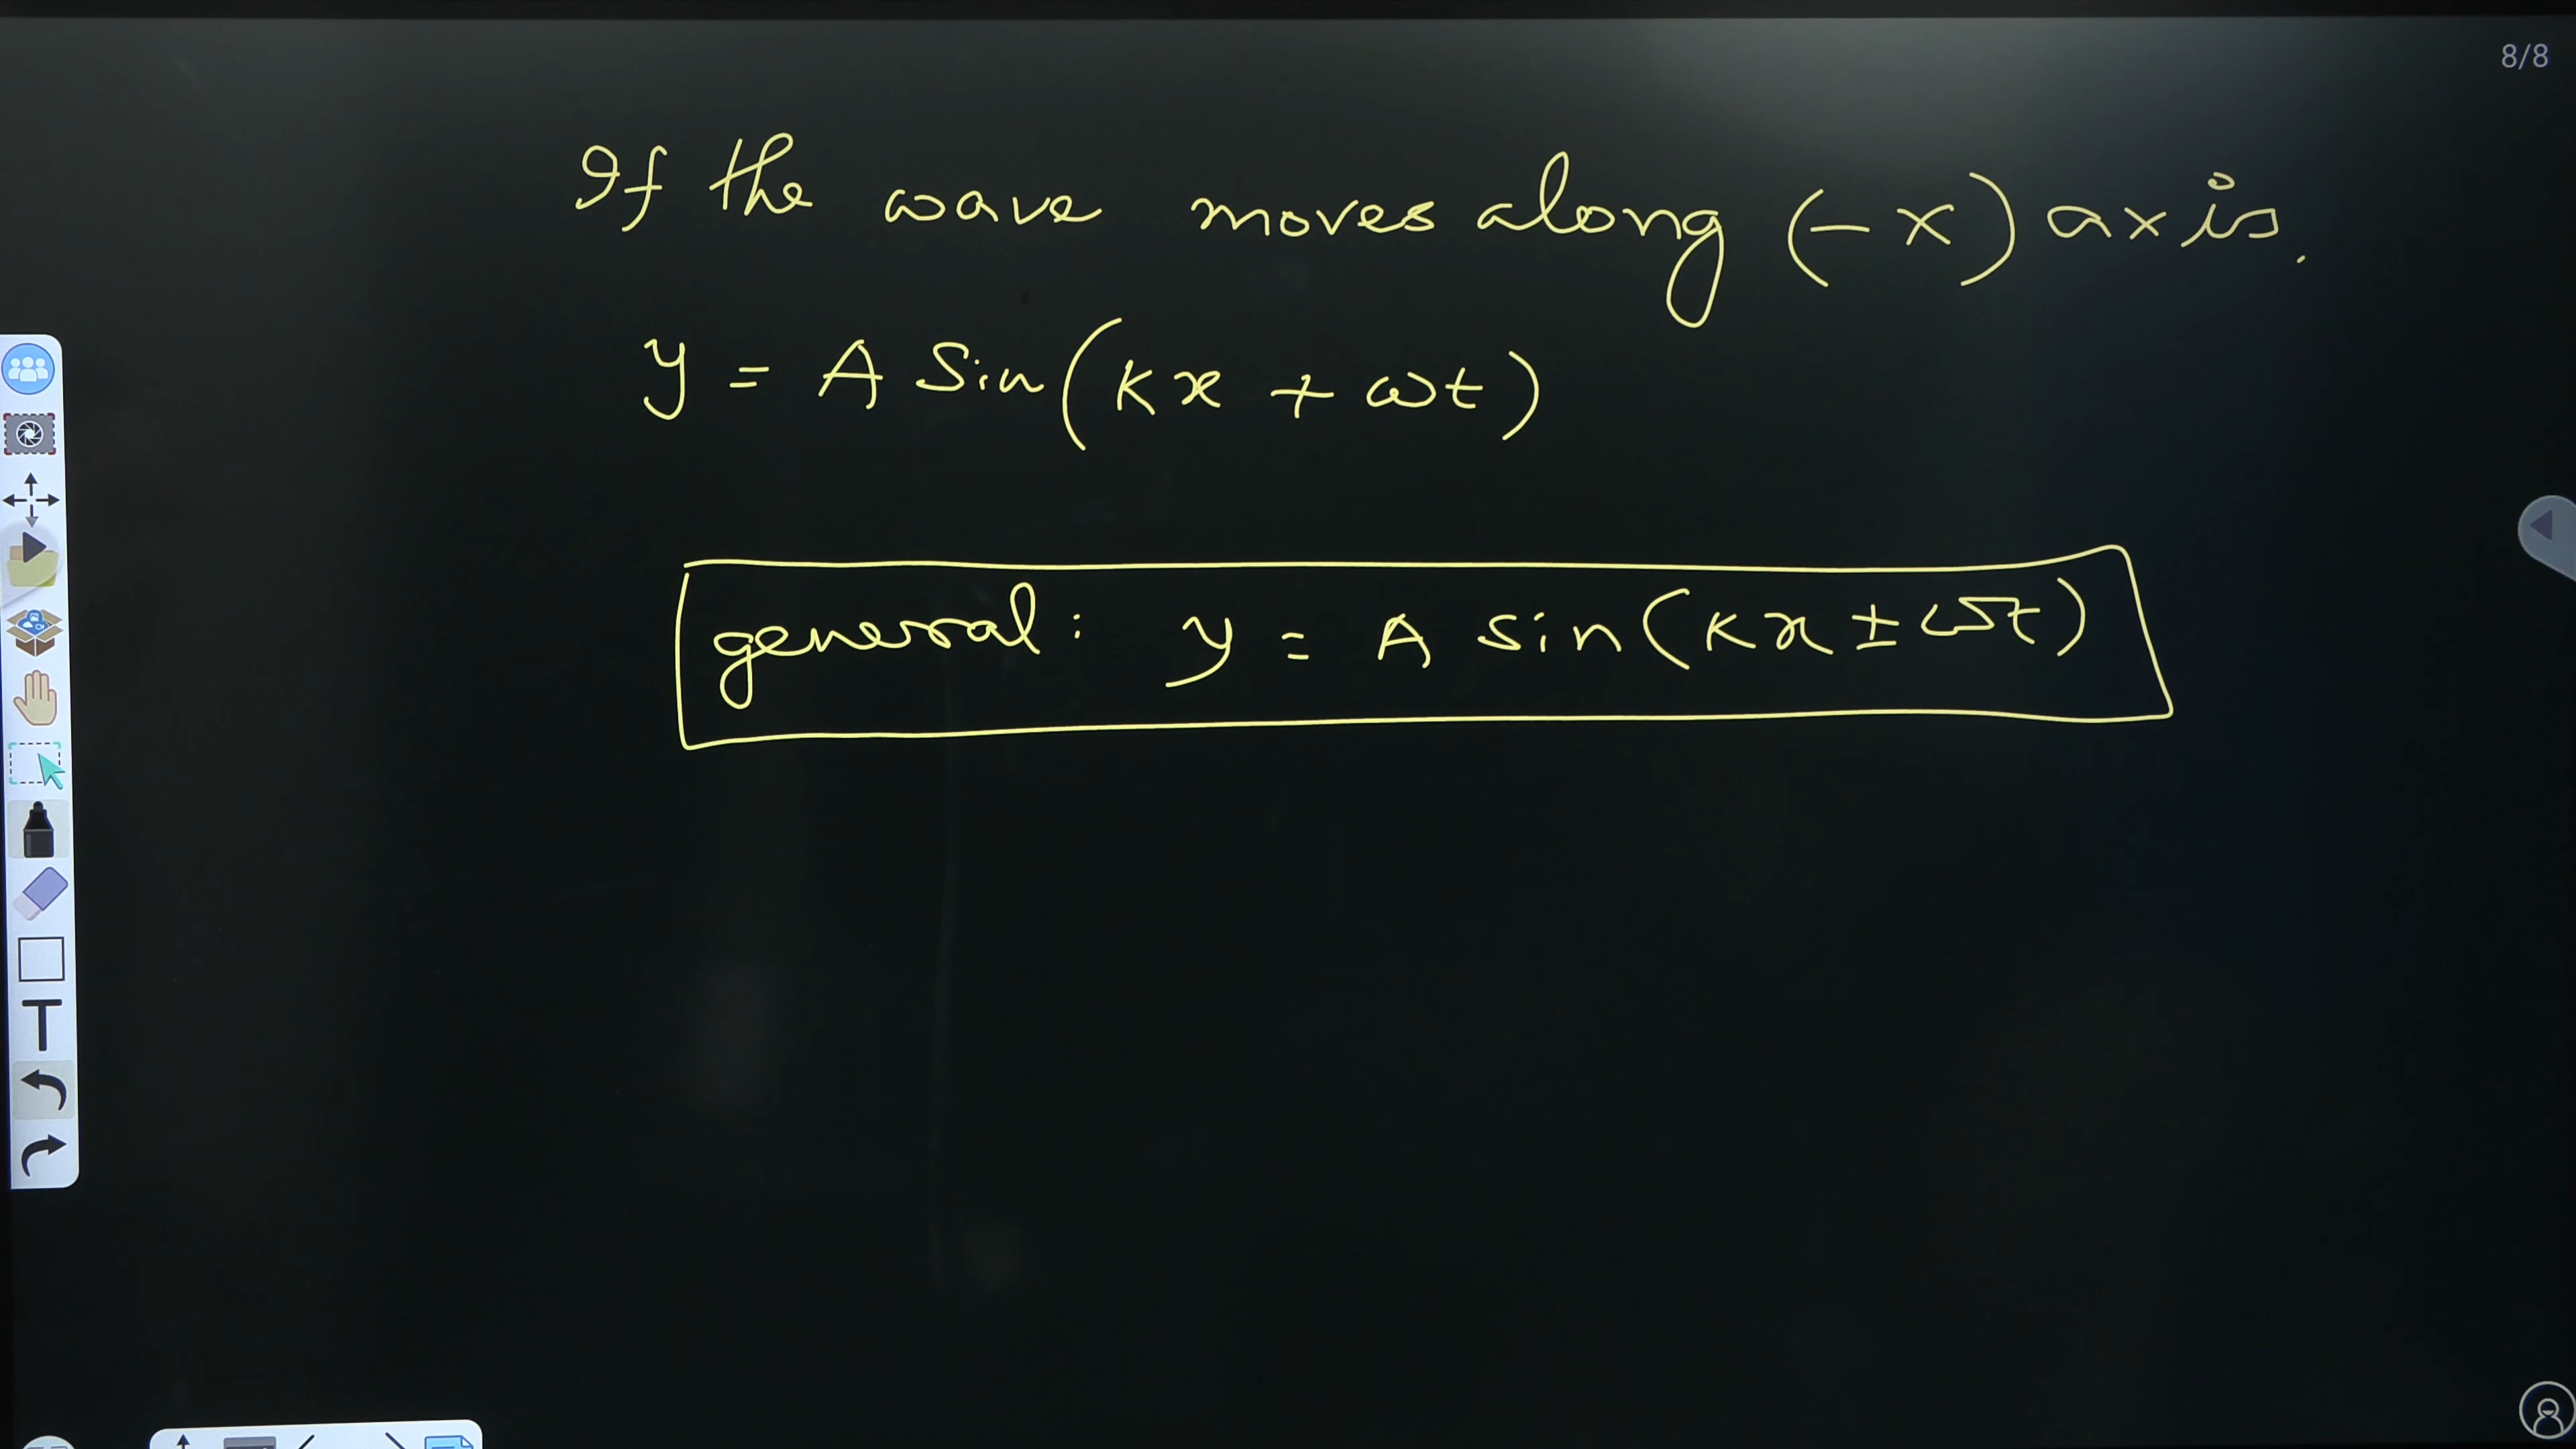 8/8
If the wave moves along (-x) axis.
y = A Sin(kx + ωt)
general: y = A sin(kx ± ωt)
T